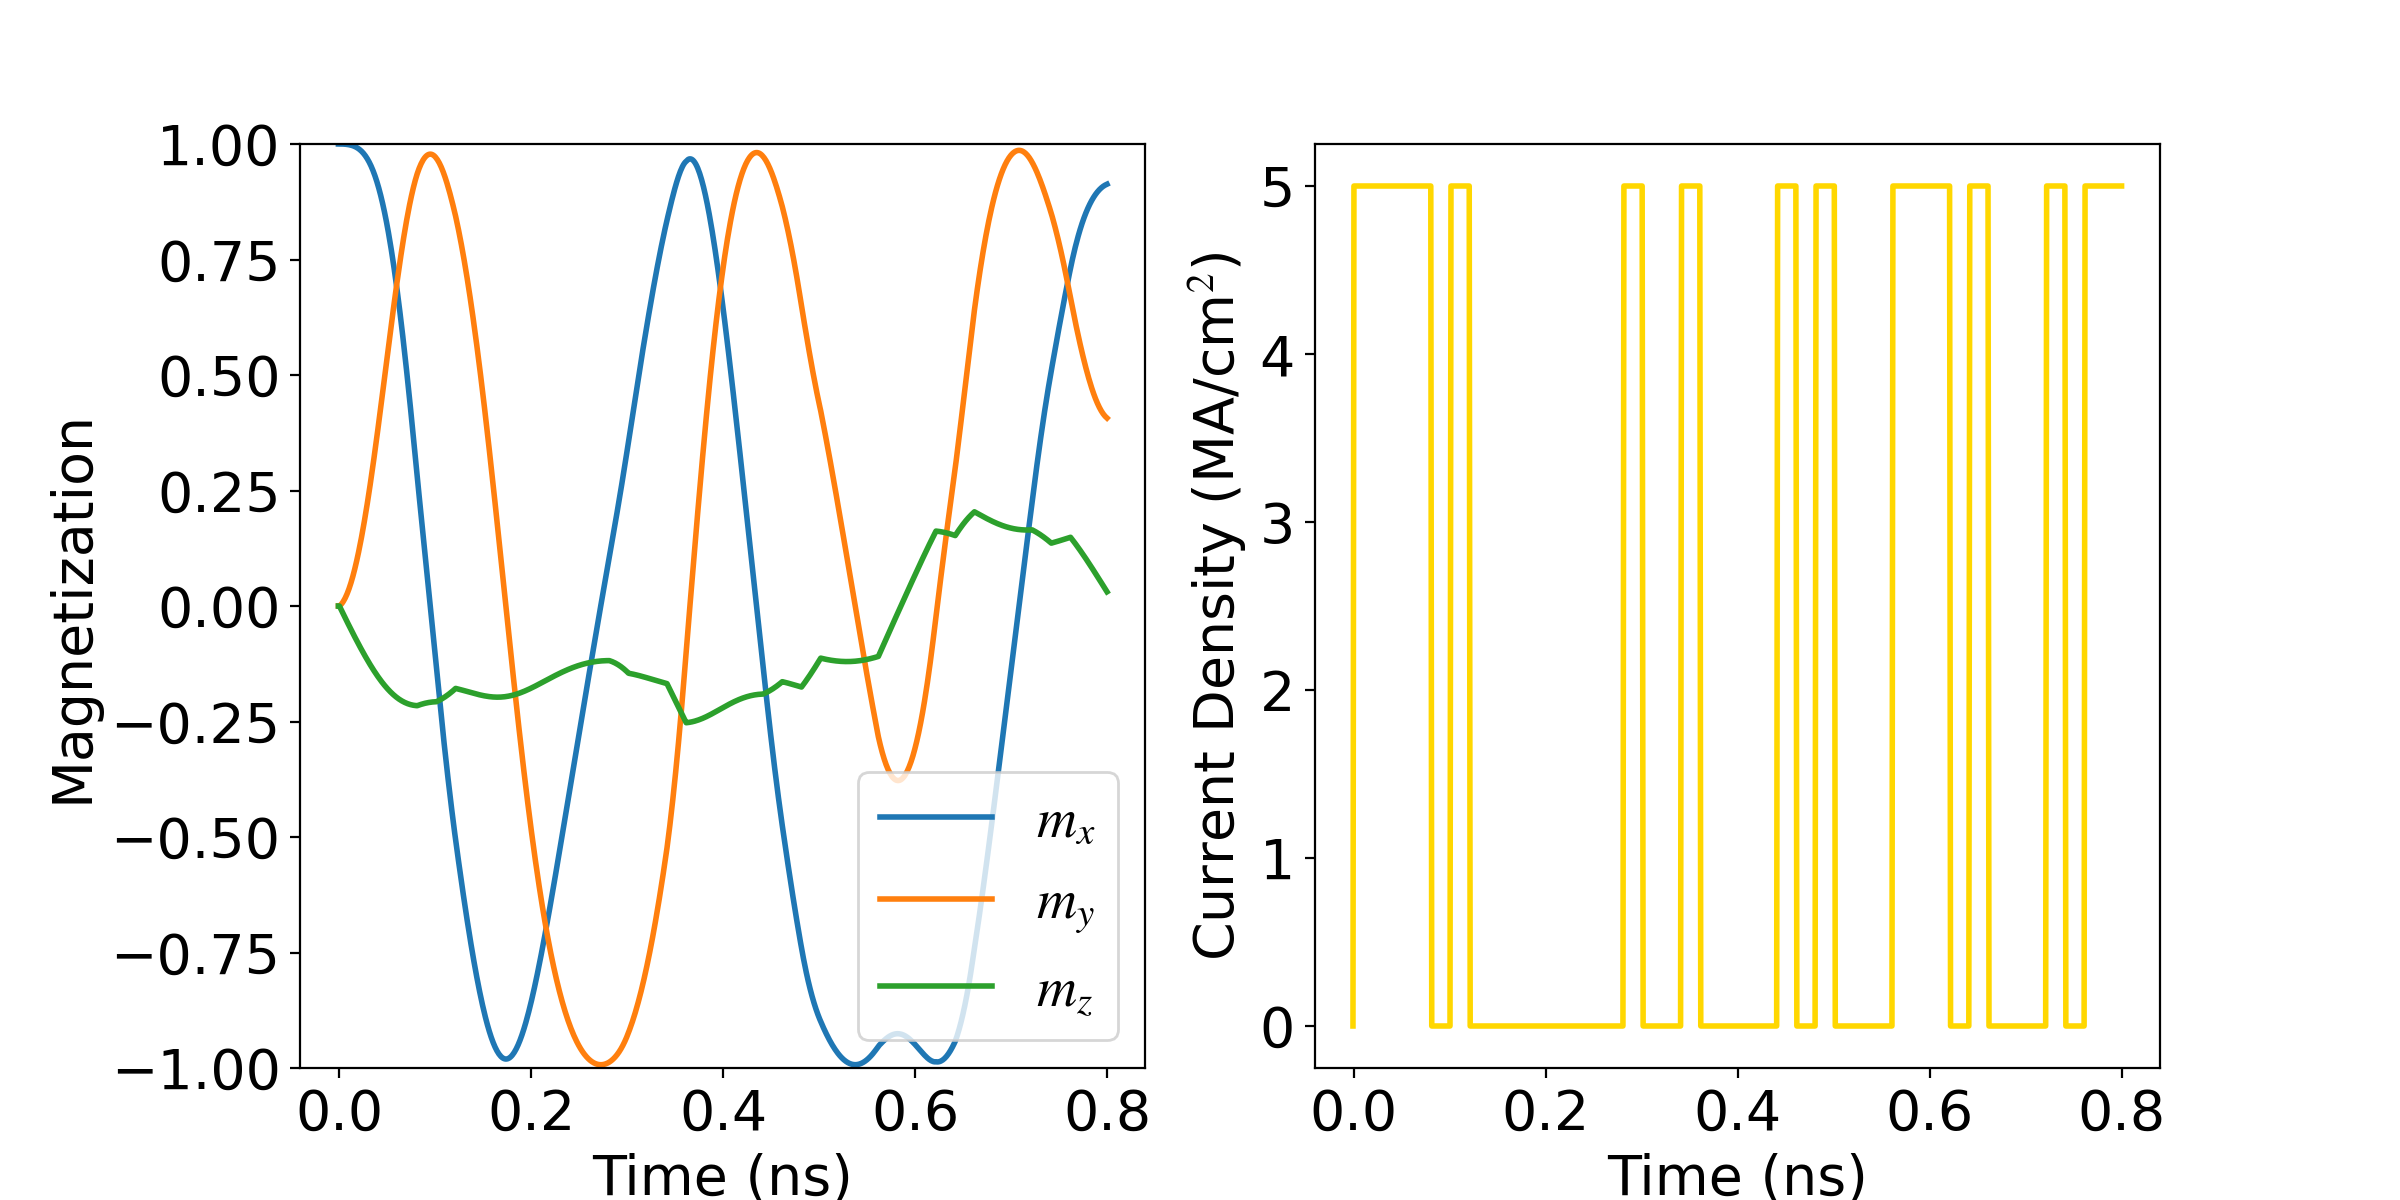 Magnetization
1.00
0.75
0.50
0.25
0.00
−0.25
−0.50
−0.75
−1.00
0.0 0.2 0.4 0.6 0.8
Time (ns)
mₓ
m_y
m_z
Current Density (MA/cm²)
5
4
3
2
1
0
0.0 0.2 0.4 0.6 0.8
Time (ns)